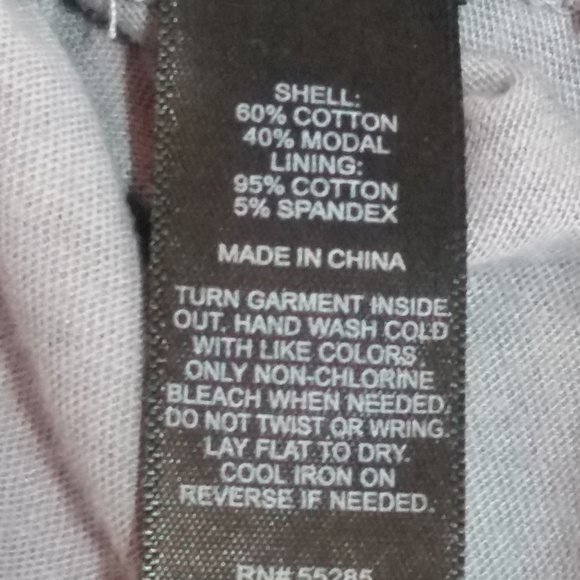 SHELL:
60% COTTON
40% MODAL
LINING:
95% COTTON
5% SPANDEX
MADE IN CHINA
TURN GARMENT INSIDE
OUT. HAND WASH COLD
WITH LIKE COLORS.
ONLY NON-CHLORINE
BLEACH WHEN NEEDED.
DO NOT TWIST OR WRING.
LAY FLAT TO DRY.
COOL IRON ON
REVERSE IF NEEDED.
RN# 55285